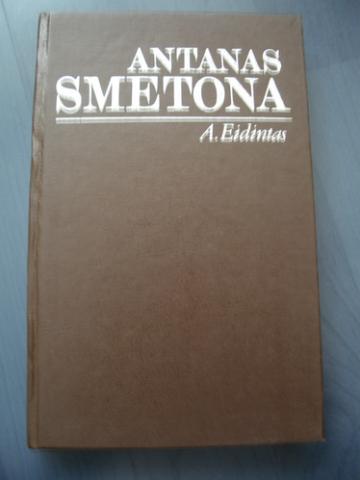 ANTANAS
SMETONA
A. Eidintas